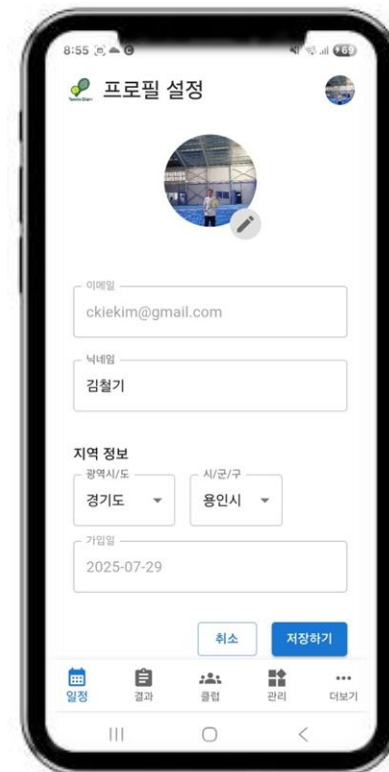 8:55
69
프로필 설정
이메일
ckiekim@gmail.com
닉네임
김철기
지역 정보
광역시/도
시/군/구
경기도
용인시
가입일
2025-07-29
취소
저장하기
일정
결과
클럽
관리
더보기